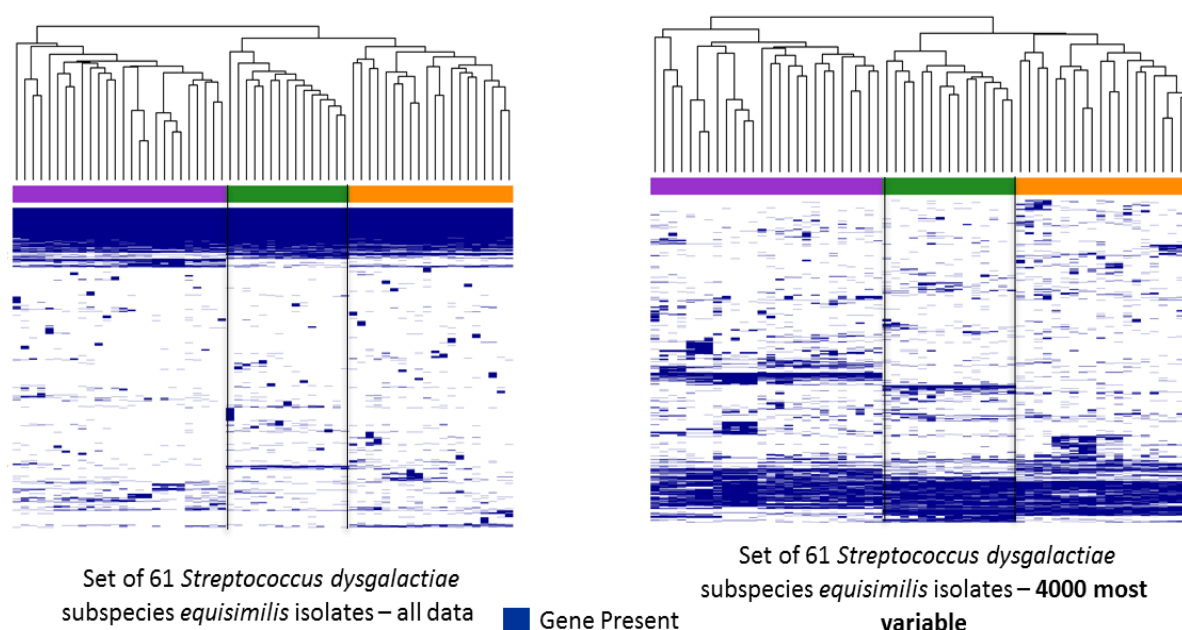 Set of 61 Streptococcus dysgalactiae
subspecies equisimilis isolates – all data
Gene Present
Set of 61 Streptococcus dysgalactiae
subspecies equisimilis isolates – 4000 most
variable